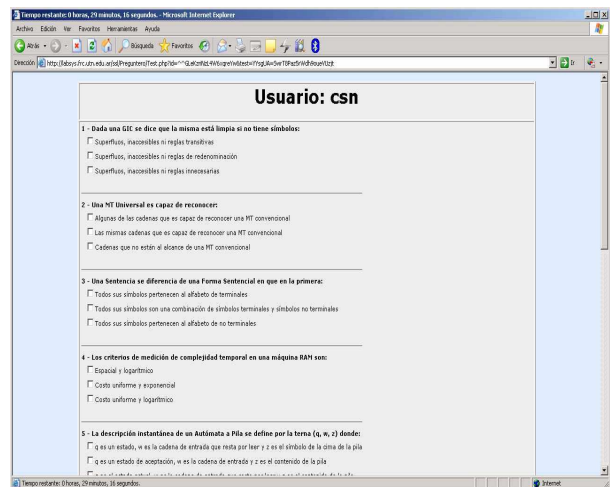 Tiempo restante: 0 horas, 29 minutos, 16 segundos. - Microsoft Internet Explorer
Archivo Edición Ver Favoritos Herramientas Ayuda
Atrás Búsqueda Favoritos
Dirección Ir
Usuario: csn
1 - Dada una GIC se dice que la misma está limpia si no tiene símbolos:
Superfluos, inaccesibles ni reglas transitivas
Superfluos, inaccesibles ni reglas de redenominación
Superfluos, inaccesibles ni reglas innecesarias
2 - Una MT Universal es capaz de reconocer:
Algunas de las cadenas que es capaz de reconocer una MT convencional
Las mismas cadenas que es capaz de reconocer una MT convencional
Cadenas que no están al alcance de una MT convencional
3 - Una Sentencia se diferencia de una Forma Sentencial en que en la primera:
Todos sus símbolos pertenecen al alfabeto de terminales
Todos sus símbolos son una combinación de símbolos terminales y símbolos no terminales
Todos sus símbolos pertenecen al alfabeto de no terminales
4 - Los criterios de medición de complejidad temporal en una máquina RAM son:
Espacial y logarítmico
Costo uniforme y exponencial
Costo uniforme y logarítmico
5 - La descripción instantánea de un Autómata a Pila se define por la terna (q, w, z) donde:
q es un estado, w es la cadena de entrada que resta por leer y z es el símbolo de la cima de la pila
q es un estado de aceptación, w es la cadena de entrada y z es el contenido de la pila
Tiempo restante: 0 horas, 29 minutos, 16 segundos. Internet